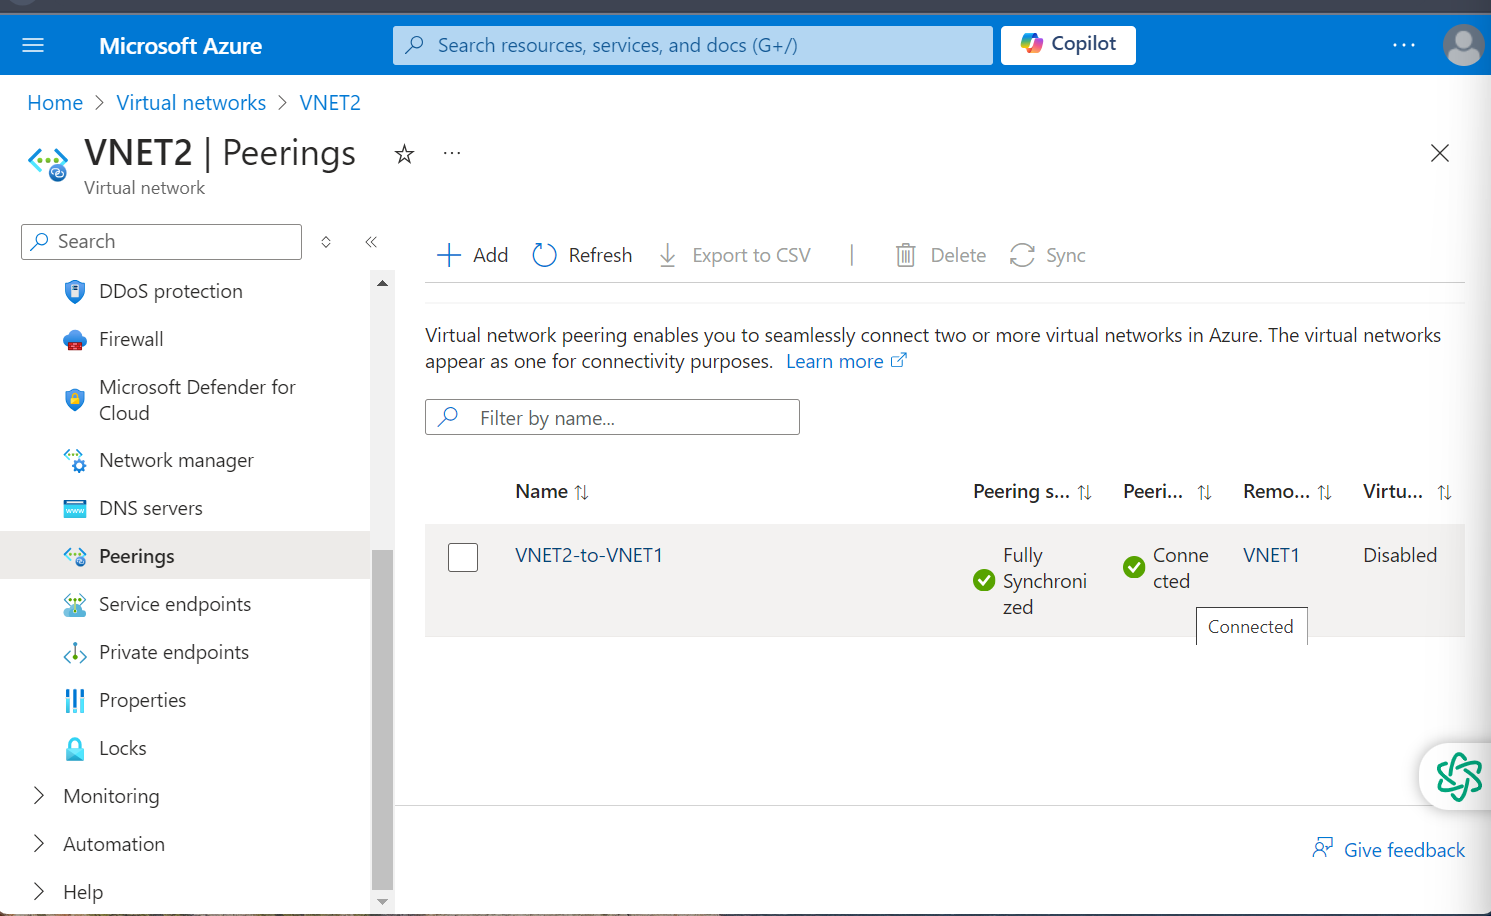 Microsoft Azure
Search resources, services, and docs (G+/)
Copilot
Home > Virtual networks > VNET2
VNET2 | Peerings
Virtual network
Search
DDoS protection
Firewall
Microsoft Defender for
Cloud
Network manager
DNS servers
Peerings
Service endpoints
Private endpoints
Properties
Locks
Monitoring
Automation
Help
Add
Refresh
Export to CSV
Delete
Sync
Virtual network peering enables you to seamlessly connect two or more virtual networks in Azure. The virtual networks
appear as one for connectivity purposes. Learn more
Filter by name...
Name
Peering s...
Peeri...
Remo...
Virtu...
VNET2-to-VNET1
Fully
Synchroni
zed
Conne
cted
VNET1
Disabled
Connected
Give feedback